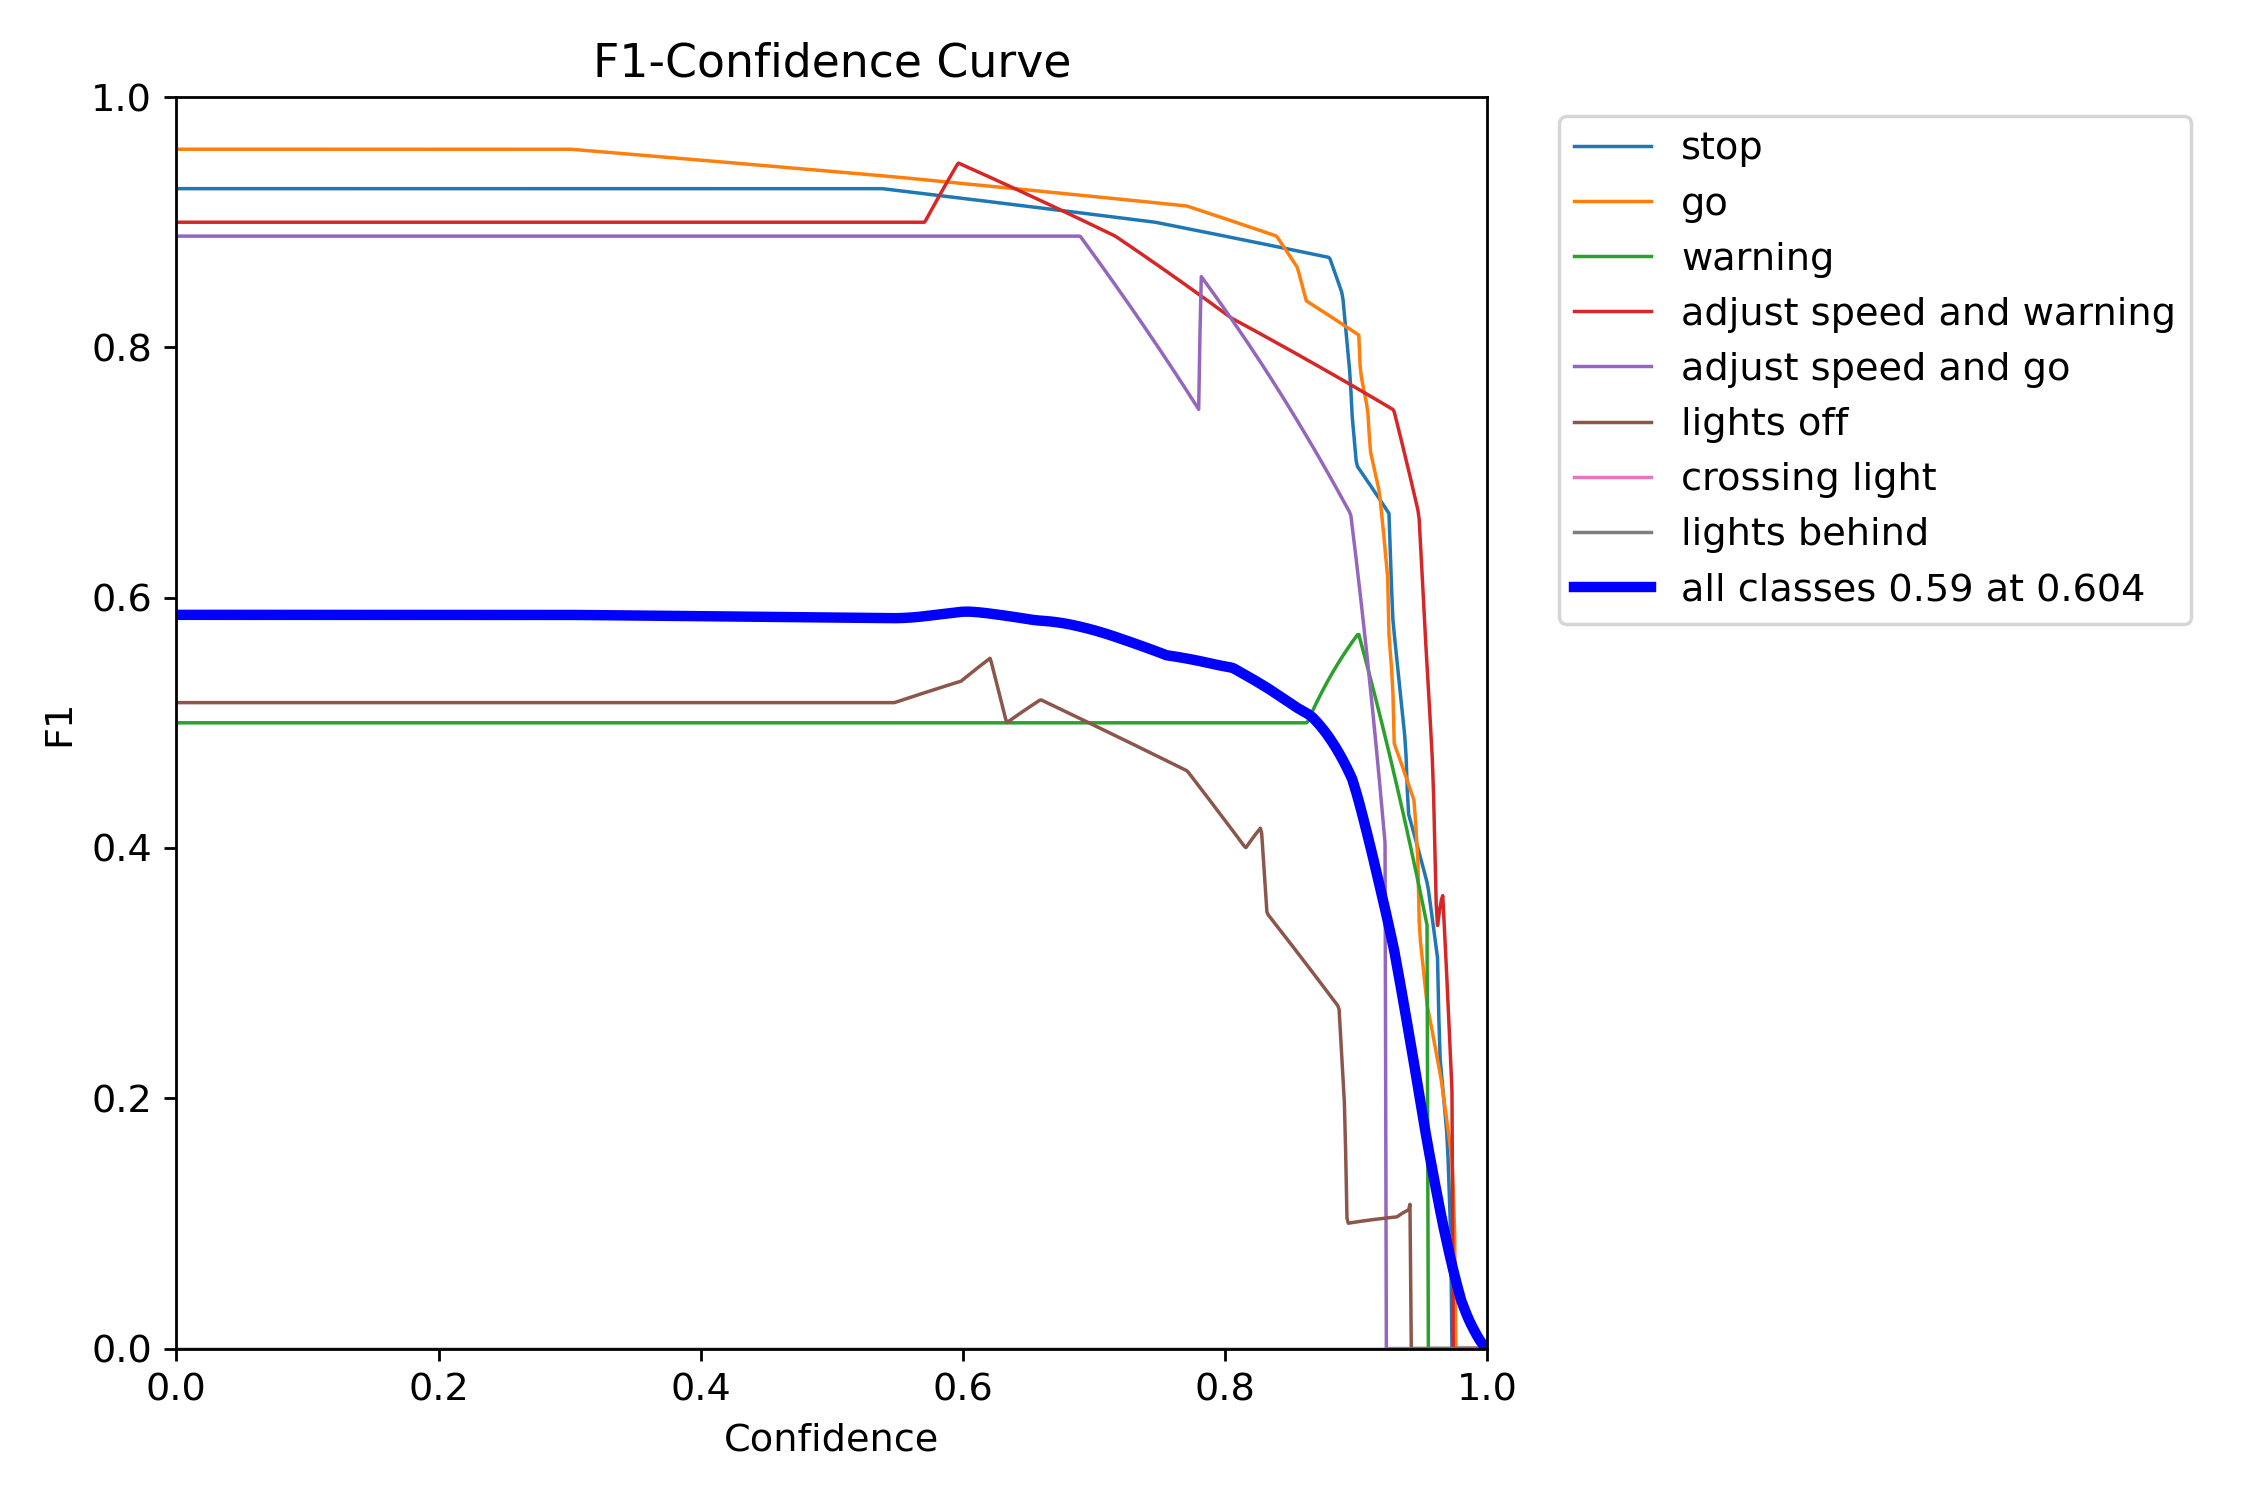 F1-Confidence Curve
1.0
0.8
0.6
0.4
0.2
0.0
F1
0.0 0.2 0.4 0.6 0.8 1.0
Confidence
stop
go
warning
adjust speed and warning
adjust speed and go
lights off
crossing light
lights behind
all classes 0.59 at 0.604